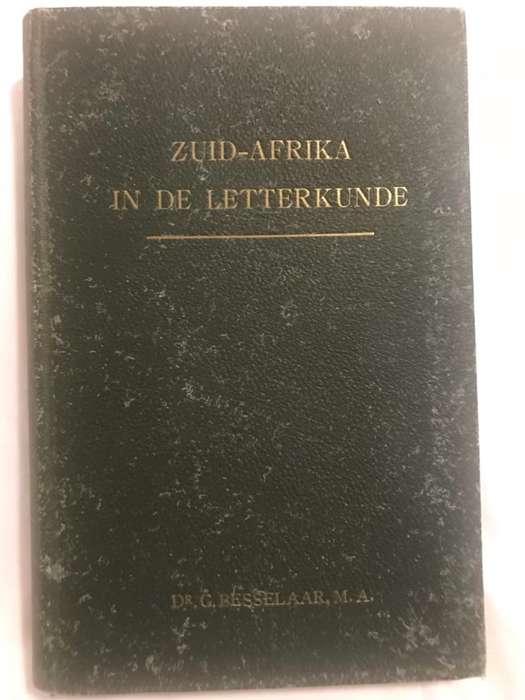 ZUID-AFRIKA
IN DE LETTERKUNDE
DR. G. BESSELAAR, M. A.